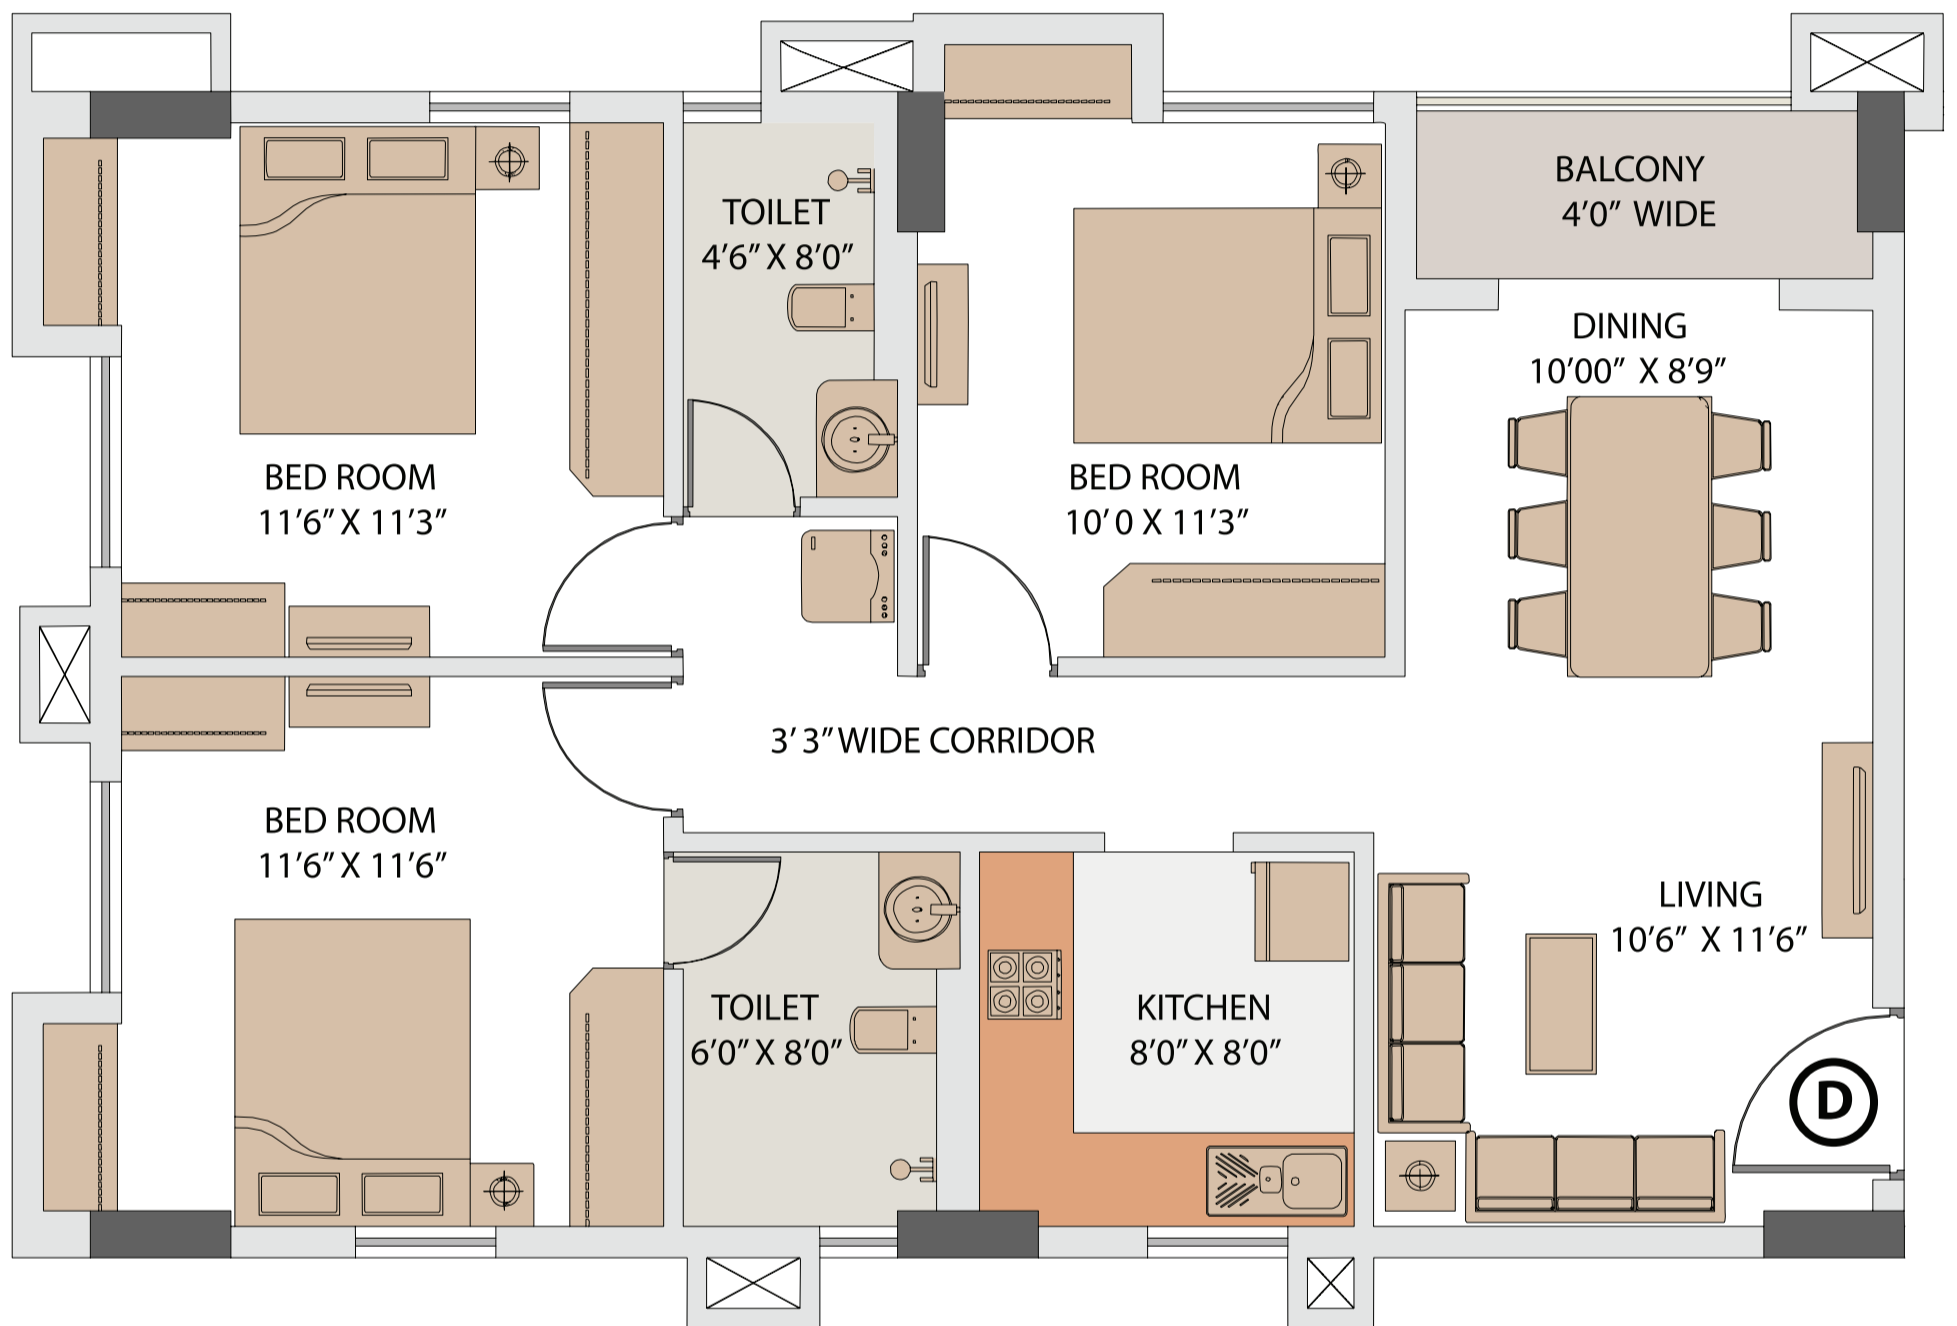 TOILET
4'6” X 8'0”
BALCONY
4'0” WIDE
DINING
10'00” X 8'9”
BED ROOM
11'6” X 11'3”
BED ROOM
10' 0 X 11'3”
3' 3” WIDE CORRIDOR
BED ROOM
11'6” X 11'6”
LIVING
10'6” X 11'6”
TOILET
6'0” X 8'0”
KITCHEN
8'0” X 8'0”
D